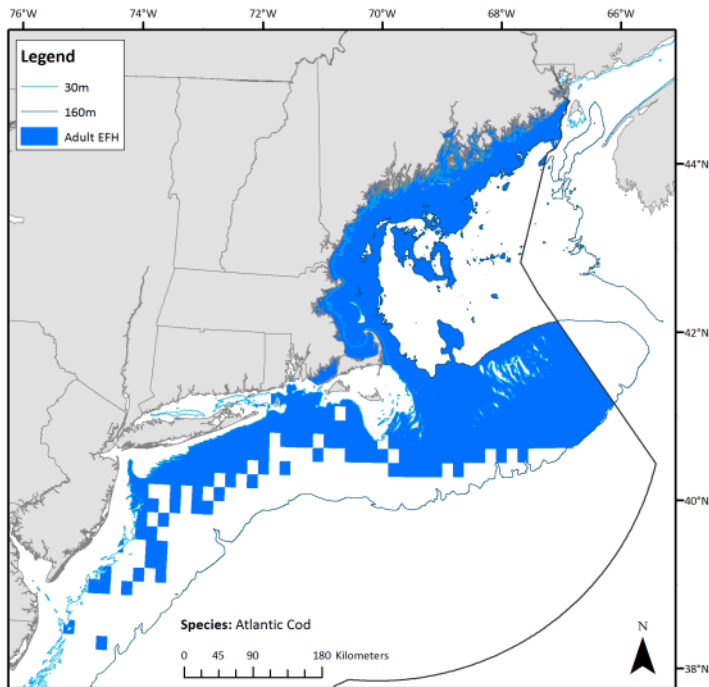 76°W 74°W 72°W 70°W 68°W 66°W
Legend
30m
160m
Adult EFH
44°N
42°N
40°N
Species: Atlantic Cod
N
0 45 90 180 Kilometers
38°N